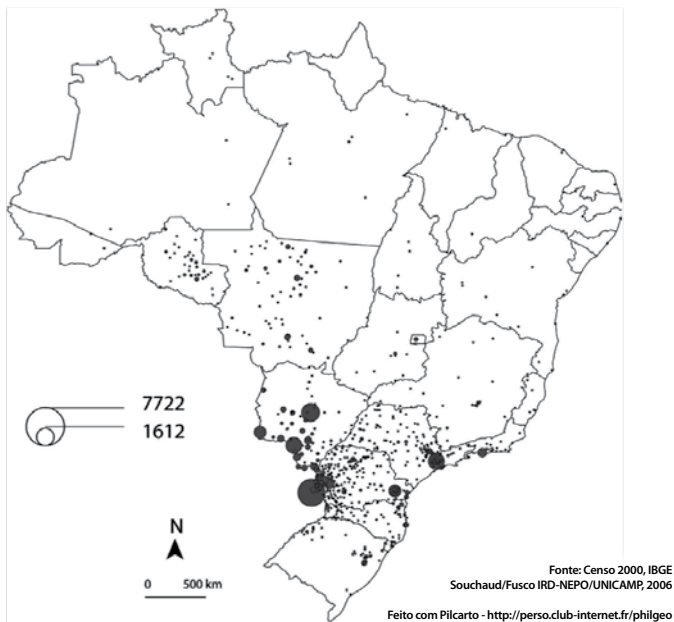 7722
1612
N
0 500 km
Fonte: Censo 2000, IBGE
Souchaud/Fusco IRD-NEPO/UNICAMP, 2006
Feito com Pilcarto - http://perso.club-internet.fr/philgeo